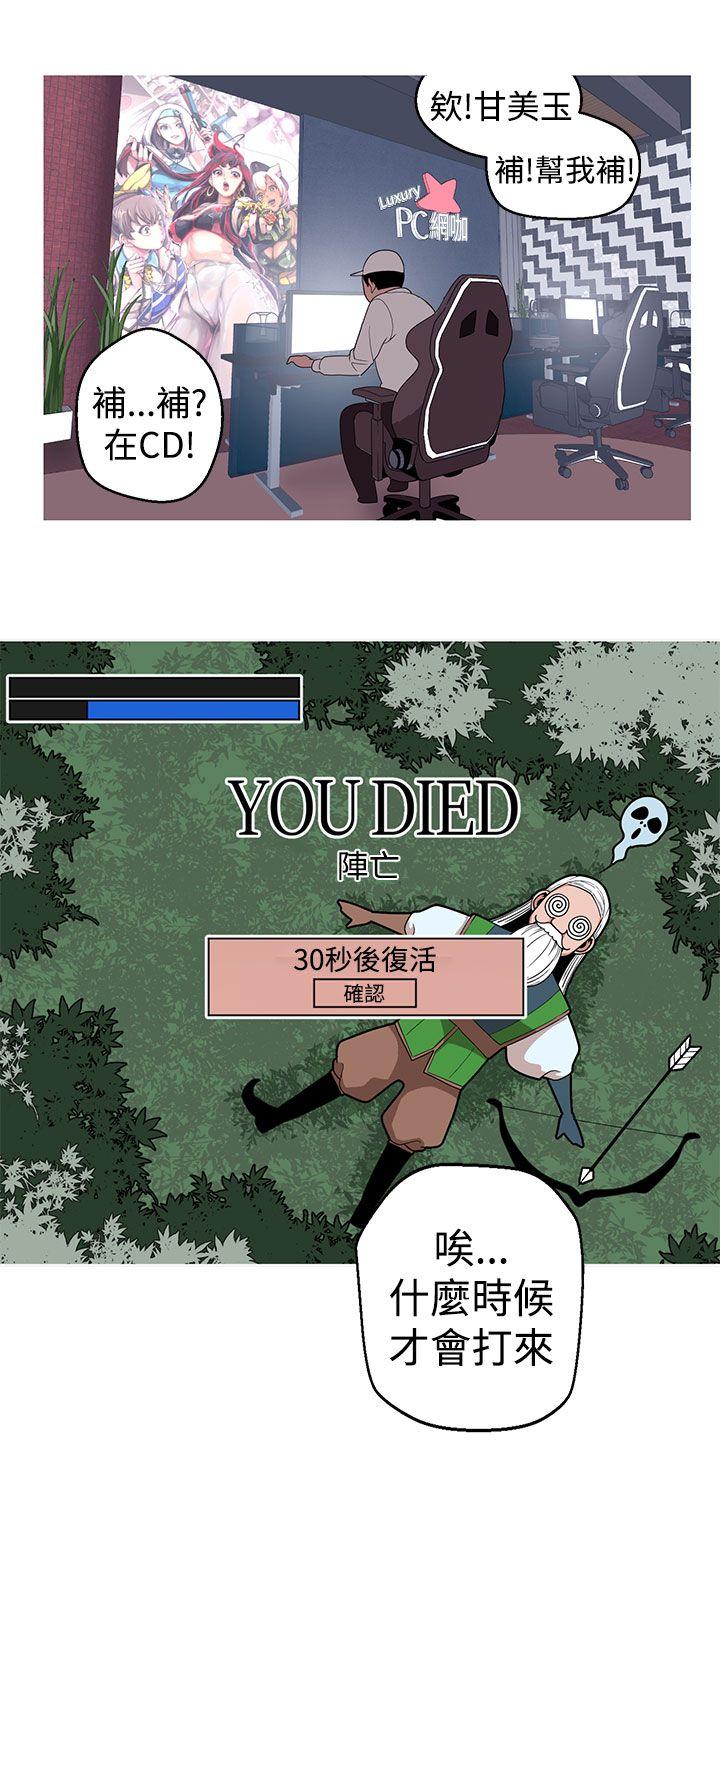 欸!甘美玉
補!幫我補!
Luxury
PC網咖
補...補?
在CD!
YOU DIED
陣亡
30秒後復活
確認
唉...
什麼時候
才會打來